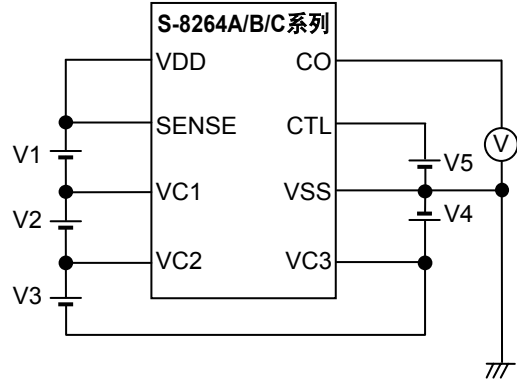 S-8264A/B/C系列
VDD CO
SENSE CTL
V1
V5
V
VC1 VSS
V2
V4
VC2 VC3
V3